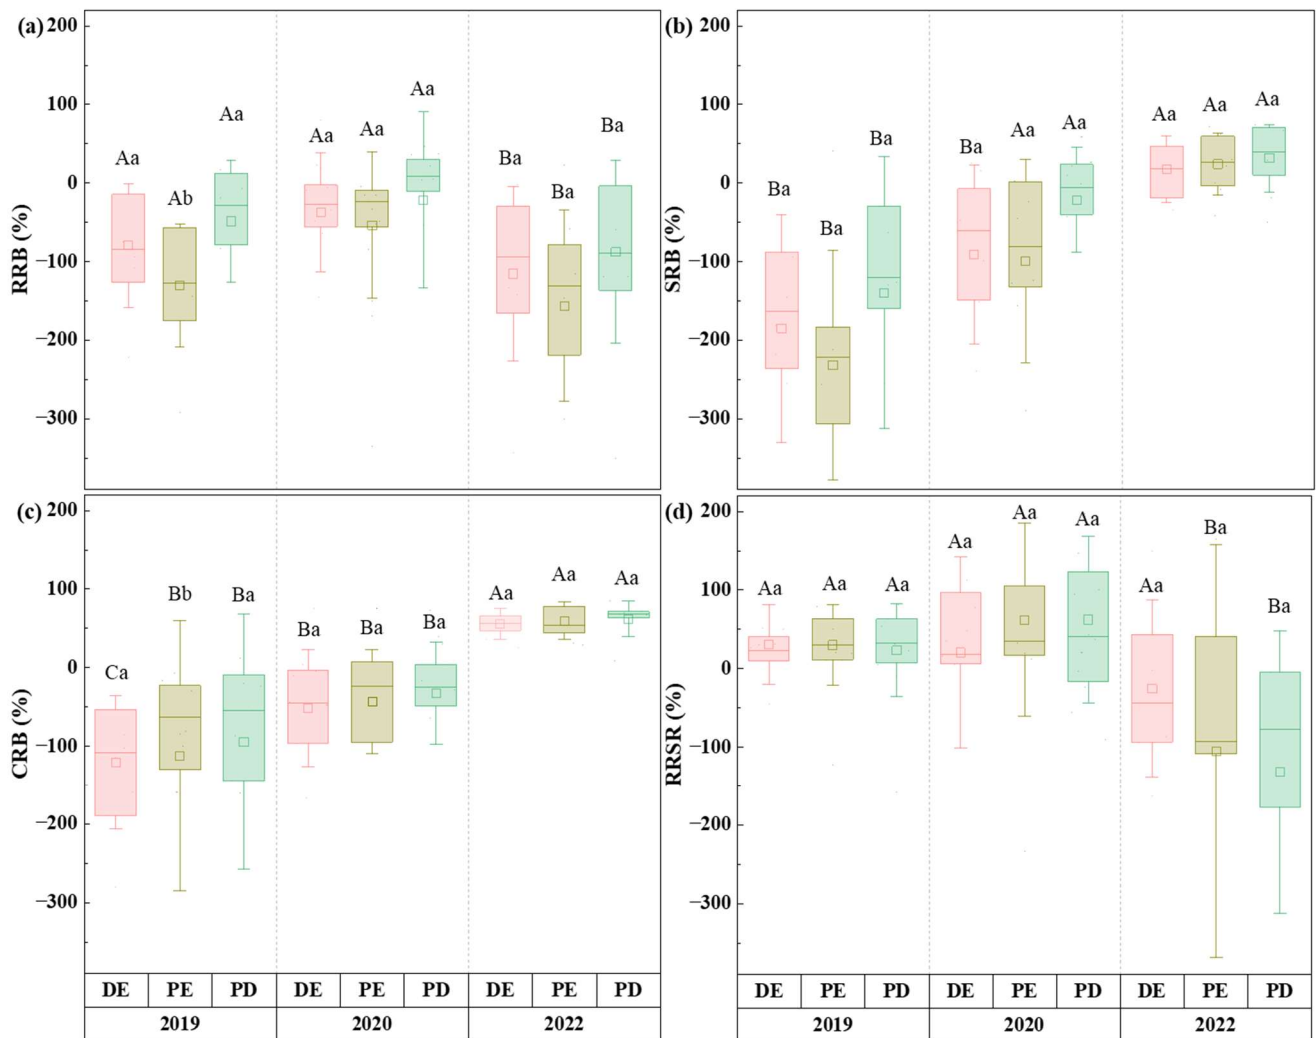 (a)
RRB (%)
200
100
0
−100
−200
−300
Aa
Ab
Aa
Aa
Aa
Aa
Ba
Ba
Ba
(b)
SRB (%)
200
100
0
−100
−200
−300
Ba
Ba
Ba
Ba
Aa
Aa
Aa
Aa
Aa
(c)
CRB (%)
200
100
0
−100
−200
−300
Ca
Bb
Ba
Ba
Ba
Ba
Aa
Aa
Aa
DE PE PD DE PE PD DE PE PD
2019 2020 2022
(d)
RRSR (%)
200
100
0
−100
−200
−300
Aa
Aa
Aa
Aa
Aa
Aa
Aa
Ba
Ba
DE PE PD DE PE PD DE PE PD
2019 2020 2022